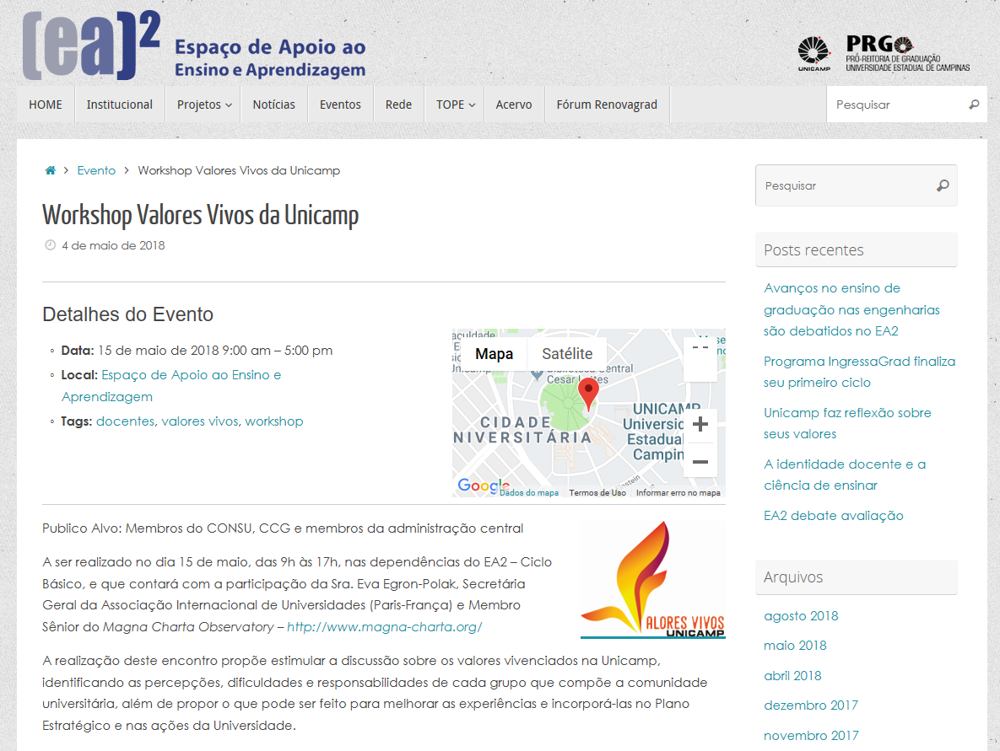 (ea)²
Espaço de Apoio ao
Ensino e Aprendizagem
UNICAMP
PRG
PRÓ-REITORIA DE GRADUAÇÃO
UNIVERSIDADE ESTADUAL DE CAMPINAS
HOME Institucional Projetos Notícias Eventos Rede TOPE Acervo Fórum Renovagrad Pesquisar
Evento Workshop Valores Vivos da Unicamp
Workshop Valores Vivos da Unicamp
4 de maio de 2018
Detalhes do Evento
Data: 15 de maio de 2018 9:00 am – 5:00 pm
Local: Espaço de Apoio ao Ensino e
Aprendizagem
Tags: docentes, valores vivos, workshop
Mapa Satélite
Cesar
CIDADE
NIVERSITÁRIA
UNICAMP
Universid
Estadual
Campin
Google
Dados do mapa Termos de Uso Informar erro no mapa
Publico Alvo: Membros do CONSU, CCG e membros da administração central
A ser realizado no dia 15 de maio, das 9h às 17h, nas dependências do EA2 – Ciclo
Básico, e que contará com a participação da Sra. Eva Egron-Polak, Secretária
Geral da Associação Internacional de Universidades (Paris-França) e Membro
Sênior do Magna Charta Observatory – http://www.magna-charta.org/
ALORES VIVOS
UNICAMP
A realização deste encontro propõe estimular a discussão sobre os valores vivenciados na Unicamp,
identificando as percepções, dificuldades e responsabilidades de cada grupo que compõe a comunidade
universitária, além de propor o que pode ser feito para melhorar as experiências e incorporá-las no Plano
Estratégico e nas ações da Universidade.
Pesquisar
Posts recentes
Avanços no ensino de
graduação nas engenharias
são debatidos no EA2
Programa IngressaGrad finaliza
seu primeiro ciclo
Unicamp faz reflexão sobre
seus valores
A identidade docente e a
ciência de ensinar
EA2 debate avaliação
Arquivos
agosto 2018
maio 2018
abril 2018
dezembro 2017
novembro 2017